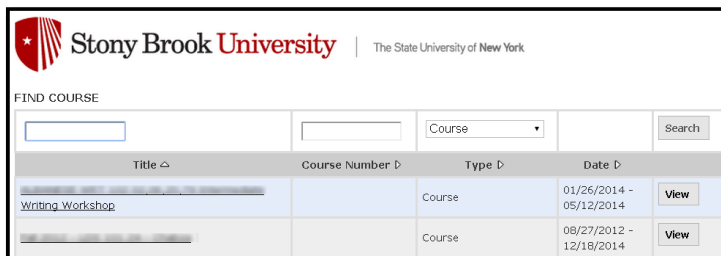 Stony Brook University
The State University of New York
FIND COURSE
Course
Search
Title
Course Number
Type
Date
Writing Workshop
Course
01/26/2014 -
05/12/2014
View
Course
08/27/2012 -
12/18/2014
View